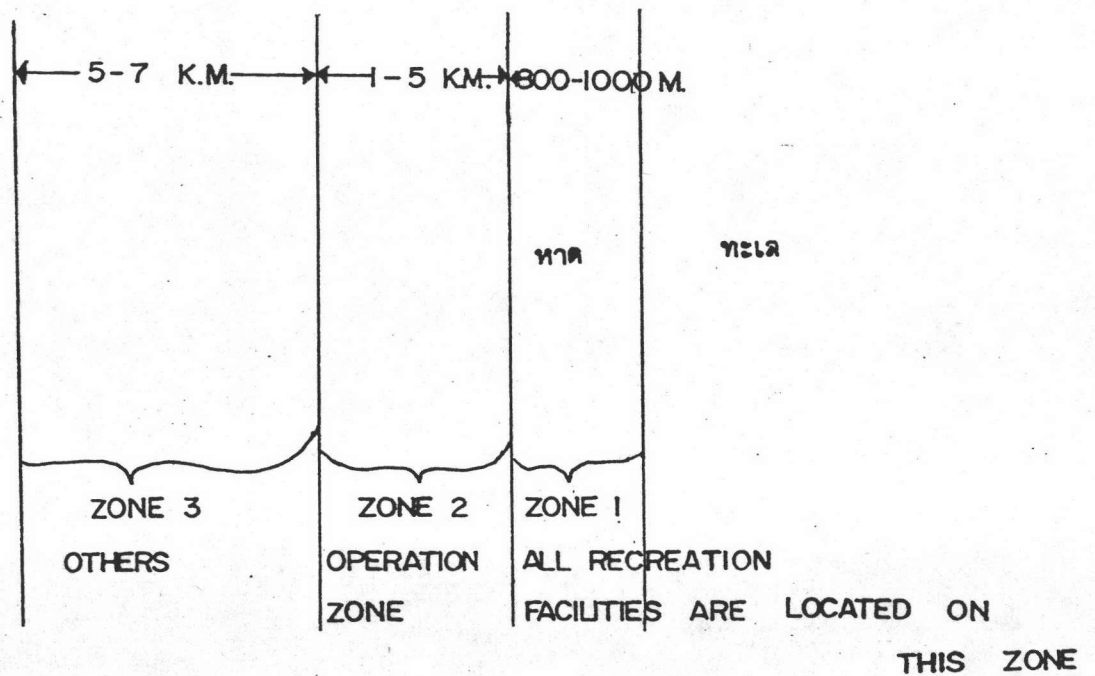 5-7 K.M. 1-5 KM. 800-1000 M.
หาด ทะเล
ZONE 3 ZONE 2 ZONE 1
OTHERS OPERATION ALL RECREATION
ZONE FACILITIES ARE LOCATED ON
THIS ZONE